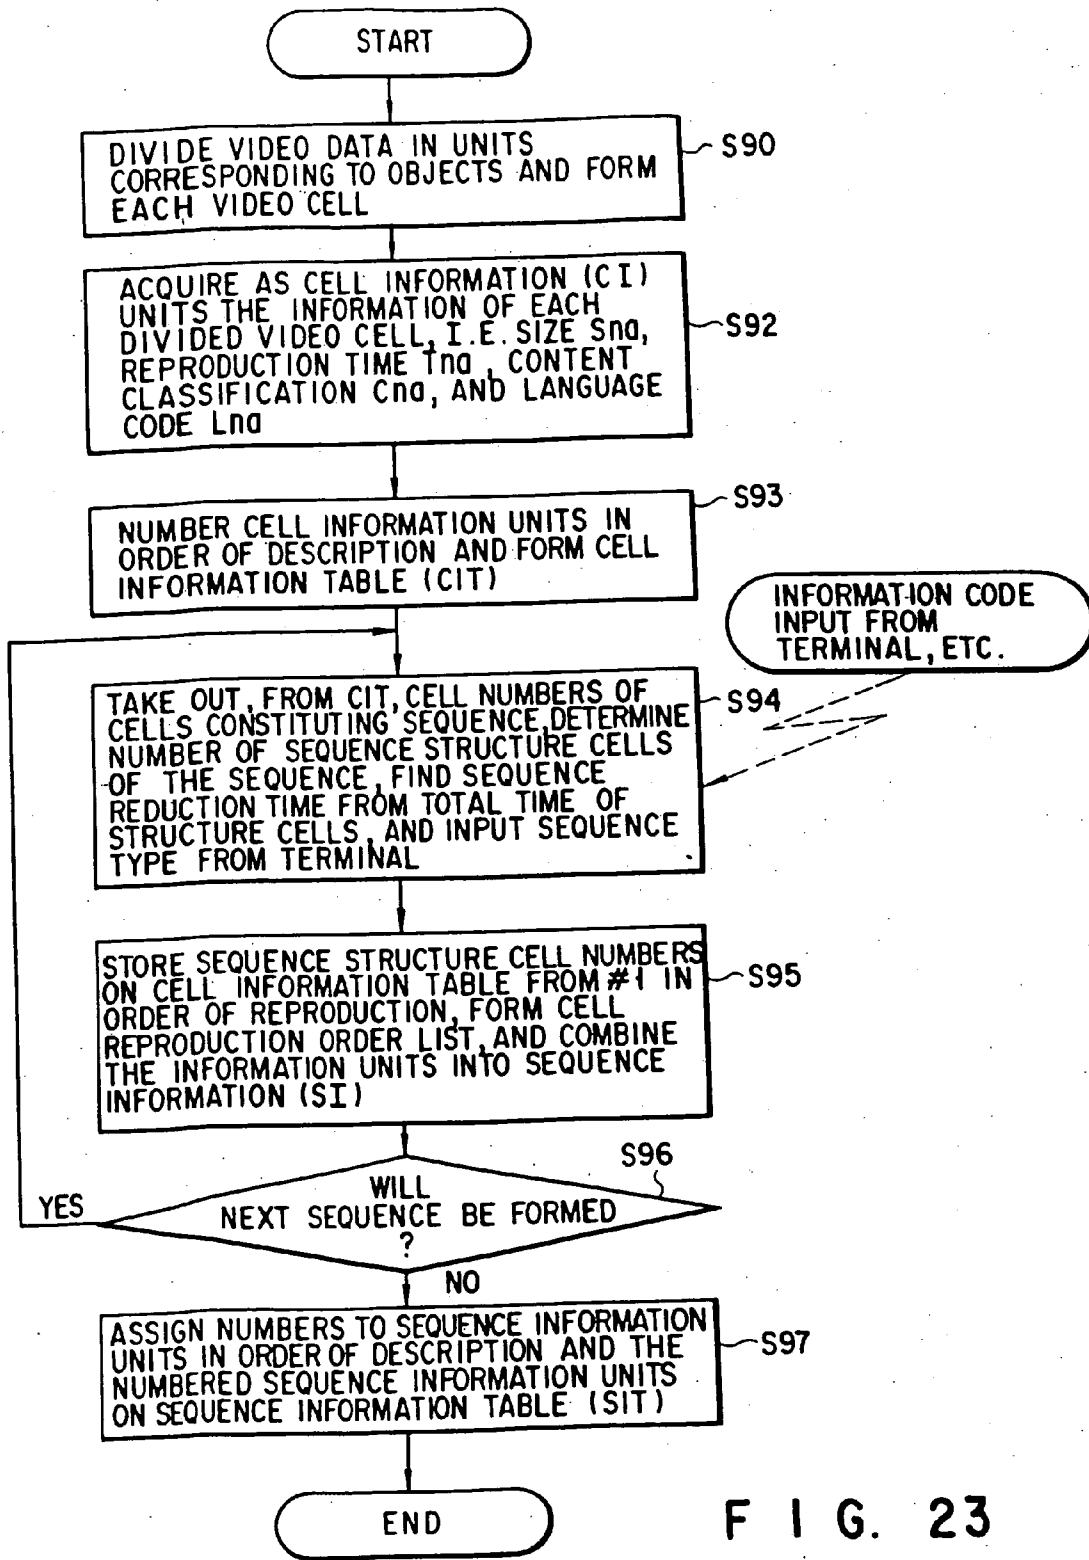 START
DIVIDE VIDEO DATA IN UNITS
CORRESPONDING TO OBJECTS AND FORM
EACH VIDEO CELL
S90
ACQUIRE AS CELL INFORMATION (CI)
UNITS THE INFORMATION OF EACH
DIVIDED VIDEO CELL, I.E. SIZE Sna,
REPRODUCTION TIME Tna, CONTENT
CLASSIFICATION Cna, AND LANGUAGE
CODE Lna
S92
NUMBER CELL INFORMATION UNITS IN
ORDER OF DESCRIPTION AND FORM CELL
INFORMATION TABLE (CIT)
S93
INFORMATION CODE
INPUT FROM
TERMINAL, ETC.
TAKE OUT, FROM CIT, CELL NUMBERS OF
CELLS CONSTITUTING SEQUENCE, DETERMINE
NUMBER OF SEQUENCE STRUCTURE CELLS
OF THE SEQUENCE, FIND SEQUENCE
REDUCTION TIME FROM TOTAL TIME OF
STRUCTURE CELLS, AND INPUT SEQUENCE
TYPE FROM TERMINAL
S94
STORE SEQUENCE STRUCTURE CELL NUMBERS
ON CELL INFORMATION TABLE FROM #1 IN
ORDER OF REPRODUCTION, FORM CELL
REPRODUCTION ORDER LIST, AND COMBINE
THE INFORMATION UNITS INTO SEQUENCE
INFORMATION (SI)
S95
S96
YES
WILL
NEXT SEQUENCE BE FORMED
?
NO
ASSIGN NUMBERS TO SEQUENCE INFORMATION
UNITS IN ORDER OF DESCRIPTION AND THE
NUMBERED SEQUENCE INFORMATION UNITS
ON SEQUENCE INFORMATION TABLE (SIT)
S97
END
FIG. 23